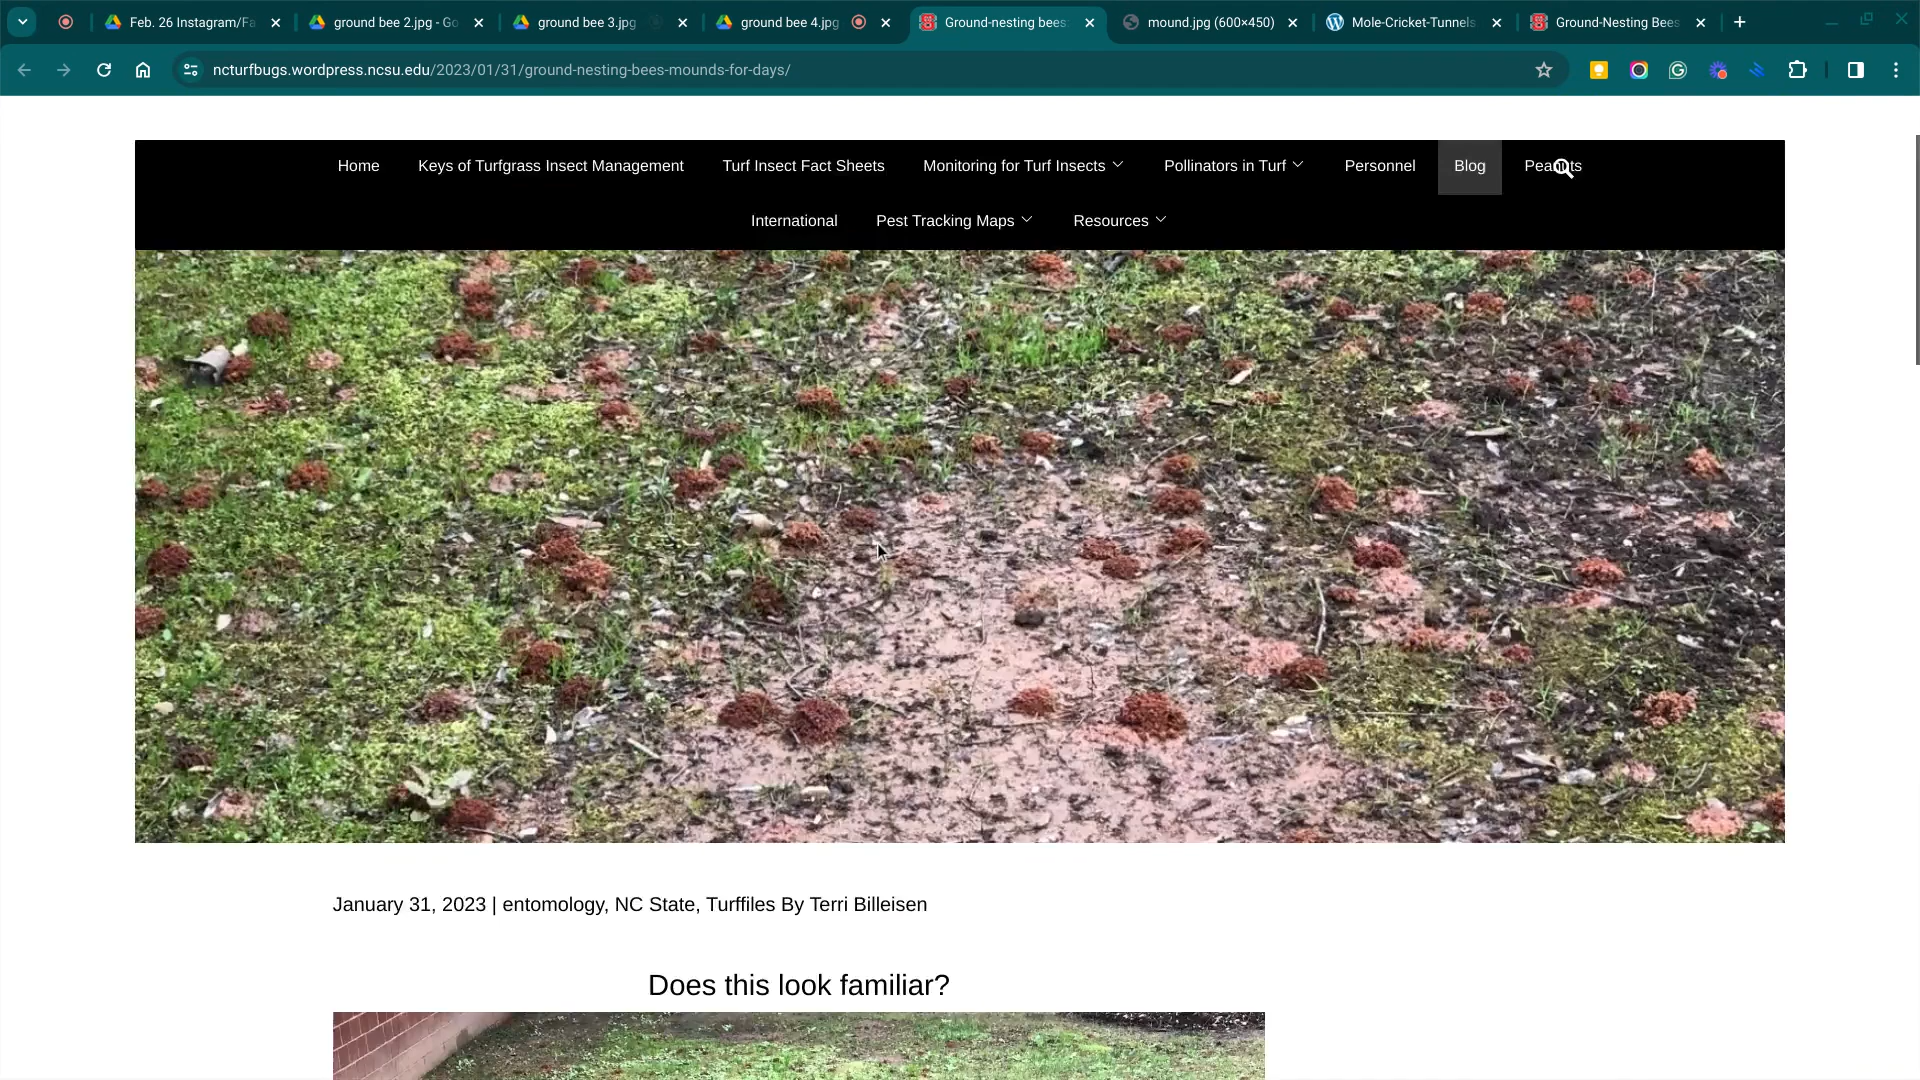 Feb. 26 Instagram/Fa
ground bee 2.jpg - Go
ground bee 3.jpg
ground bee 4.jpg
Ground-nesting bees:
mound.jpg (600×450)
Mole-Cricket-Tunnels
Ground-Nesting Bees
ncturfbugs.wordpress.ncsu.edu/2023/01/31/ground-nesting-bees-mounds-for-days/
Home Keys of Turfgrass Insect Management Turf Insect Fact Sheets Monitoring for Turf Insects Pollinators in Turf Personnel Blog Peanuts
International Pest Tracking Maps Resources
January 31, 2023 | entomology, NC State, Turffiles By Terri Billeisen
Does this look familiar?